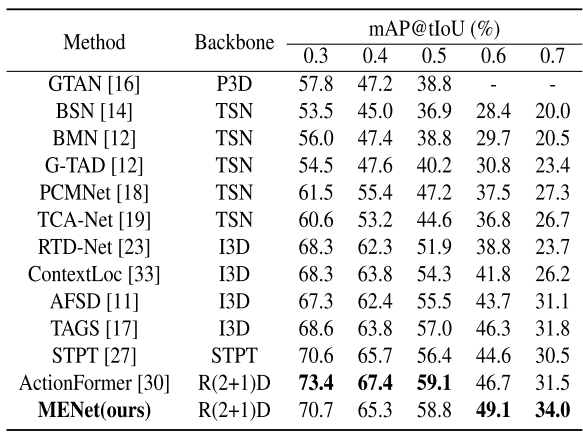 Method Backbone mAP@tIoU (%)
0.3 0.4 0.5 0.6 0.7
GTAN [16] P3D 57.8 47.2 38.8 - -
BSN [14] TSN 53.5 45.0 36.9 28.4 20.0
BMN [12] TSN 56.0 47.4 38.8 29.7 20.5
G-TAD [12] TSN 54.5 47.6 40.2 30.8 23.4
PCMNet [18] TSN 61.5 55.4 47.2 37.5 27.3
TCA-Net [19] TSN 60.6 53.2 44.6 36.8 26.7
RTD-Net [23] I3D 68.3 62.3 51.9 38.8 23.7
ContextLoc [33] I3D 68.3 63.8 54.3 41.8 26.2
AFSD [11] I3D 67.3 62.4 55.5 43.7 31.1
TAGS [17] I3D 68.6 63.8 57.0 46.3 31.8
STPT [27] STPT 70.6 65.7 56.4 44.6 30.5
ActionFormer [30] R(2+1)D 73.4 67.4 59.1 46.7 31.5
MENet(ours) R(2+1)D 70.7 65.3 58.8 49.1 34.0